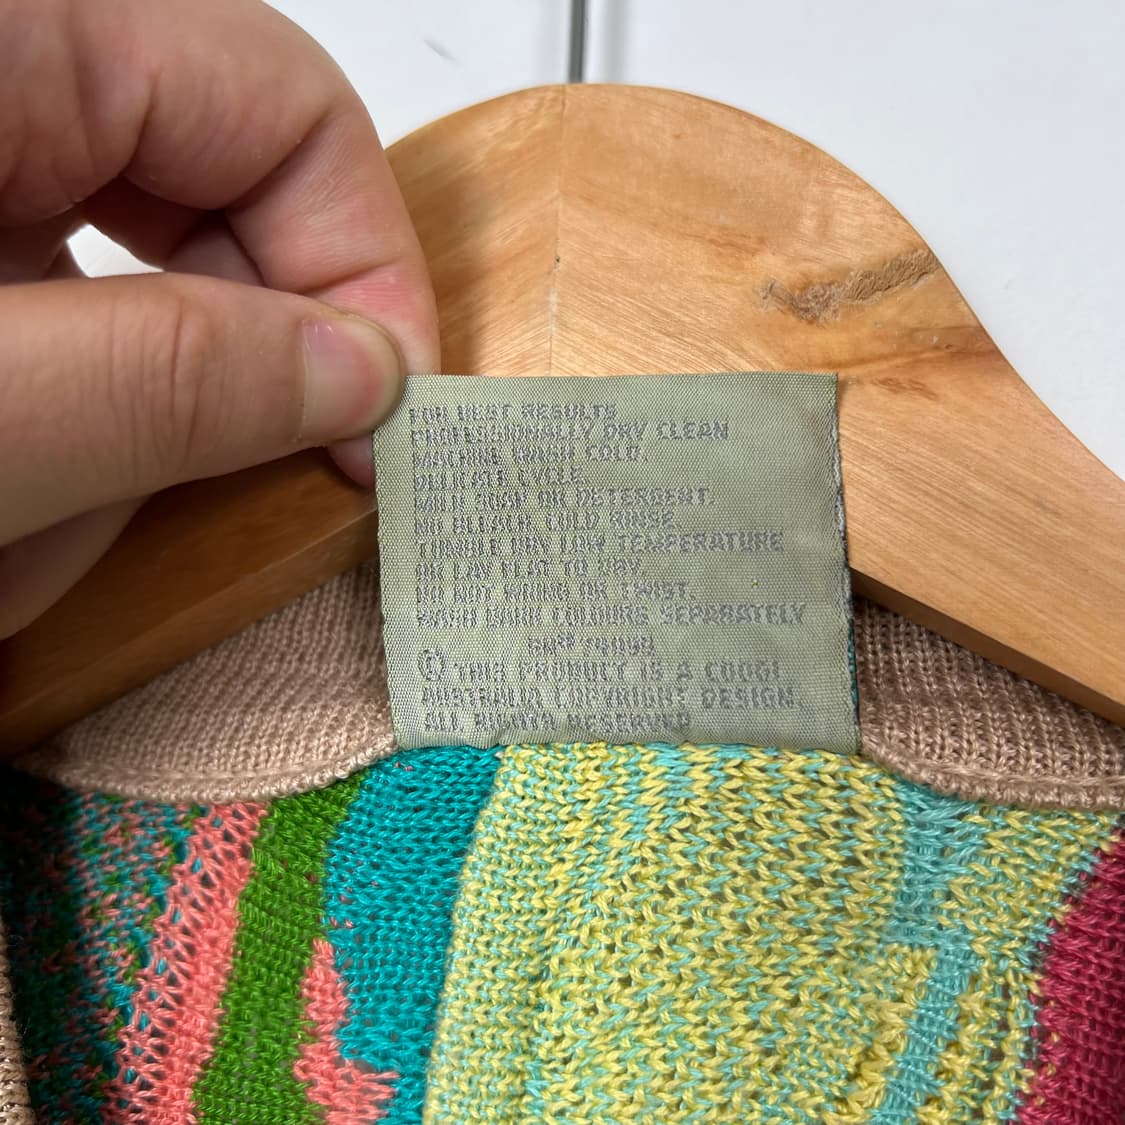 FOR BEST RESULTS
PROFESSIONALLY DRY CLEAN
MACHINE WASH COLD.
DELICATE CYCLE.
MILD SOAP OR DETERGENT.
NO BLEACH, COLD RINSE.
TUMBLE DRY LOW TEMPERATURE
OR LAY FLAT TO DRY.
DO NOT WRING OR TWIST.
WASH DARK COLOURS SEPARATELY
© THIS PRODUCT IS A COOGI
AUSTRALIA COPYRIGHT DESIGN.
ALL RIGHTS RESERVED